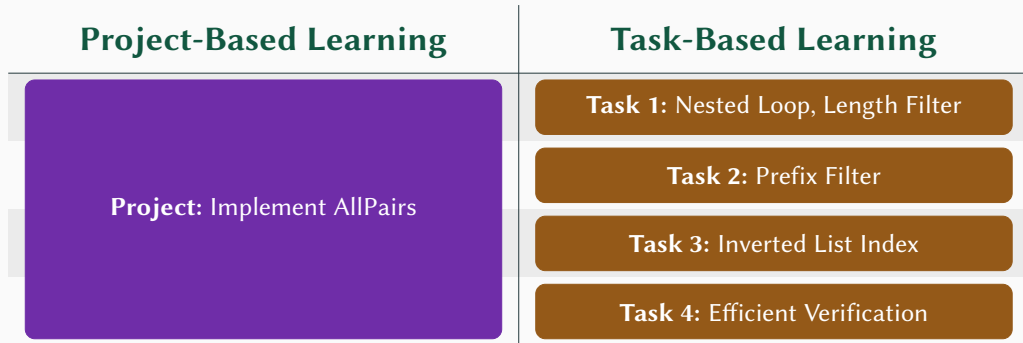 Project-Based Learning
Task-Based Learning
Project: Implement AllPairs
Task 1: Nested Loop, Length Filter
Task 2: Prefix Filter
Task 3: Inverted List Index
Task 4: Efficient Verification